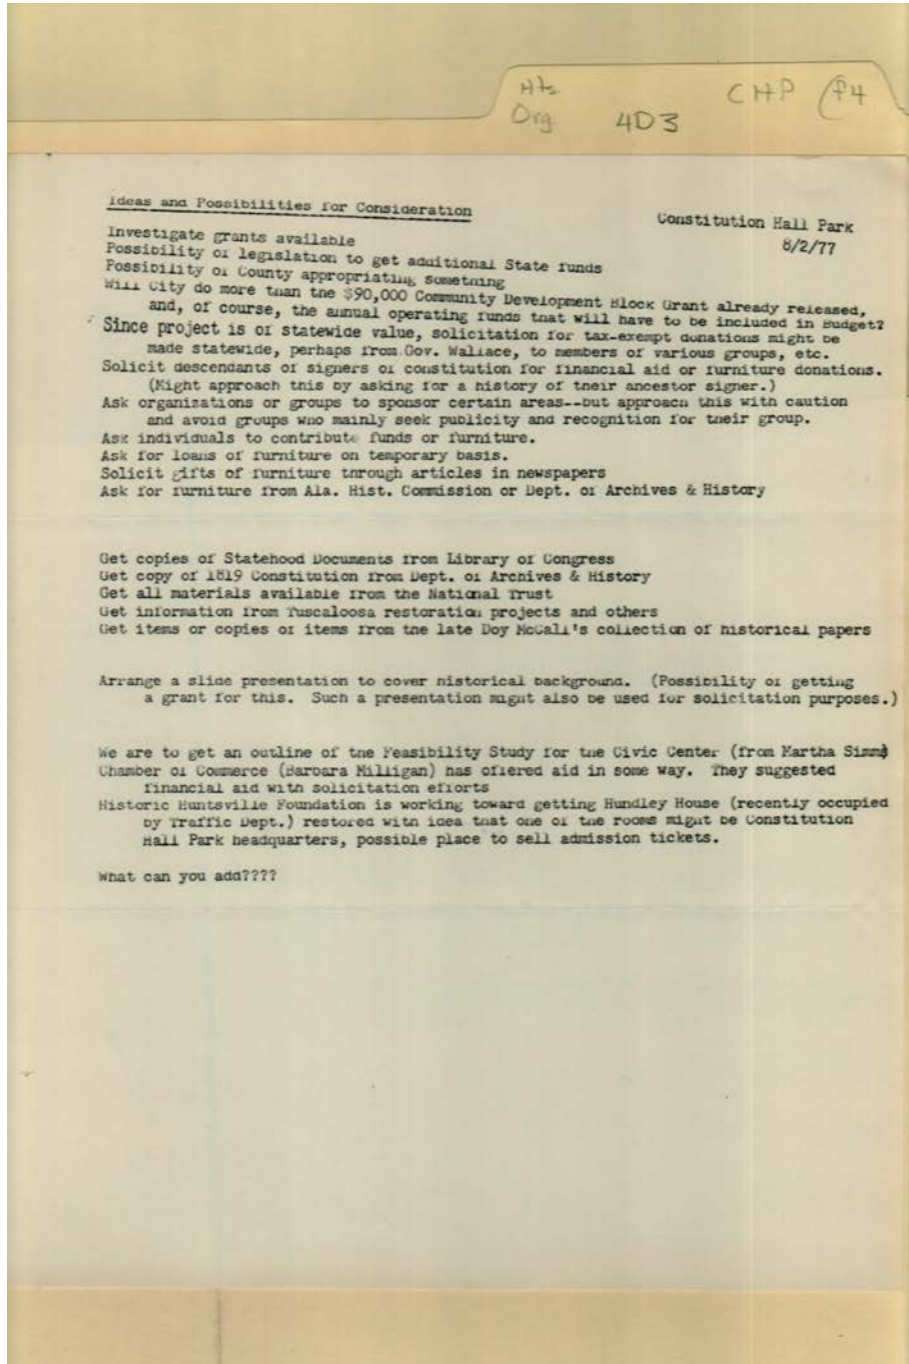 Hts.
Org.
4D3
CHP
Ideas and Possibilities for Consideration
Constitution Hall Park
8/2/77
Investigate grants available
Possibility of legislation to get additional State funds
Possibility of County appropriating something
Will City do more than the $90,000 Community Development Block Grant already released,
and, of course, the annual operating funds that will have to be included in Budget?
Since project is of statewide value, solicitation for tax-exempt donations might be
made statewide, perhaps from Gov. Wallace, to members of various groups, etc.
Solicit descendants of signers of constitution for financial aid or furniture donations.
(Might approach this by asking for a history of their ancestor signer.)
Ask organizations or groups to sponsor certain areas--but approach this with caution
and avoid groups who mainly seek publicity and recognition for their group.
Ask individuals to contribute funds or furniture.
Ask for loans of furniture on temporary basis.
Solicit gifts of furniture through articles in newspapers
Ask for furniture from Ala. Hist. Commission or Dept. of Archives & History
Get copies of Statehood Documents from Library of Congress
Get copy of 1819 Constitution from Dept. of Archives & History
Get all materials available from the National Trust
Get information from Tuscaloosa restoration projects and others
Get items or copies of items from the late Doy McCall's collection of historical papers
Arrange a slide presentation to cover historical background. (Possibility of getting
a grant for this. Such a presentation might also be used for solicitation purposes.)
We are to get an outline of the Feasibility Study for the Civic Center (from Martha Simms)
Chamber of Commerce (Barbara Milligan) has offered aid in some way. They suggested
financial aid with solicitation efforts
Historic Huntsville Foundation is working toward getting Hundley House (recently occupied
by Traffic Dept.) restored with idea that one of the rooms might be Constitution
Hall Park headquarters, possible place to sell admission tickets.
What can you add????